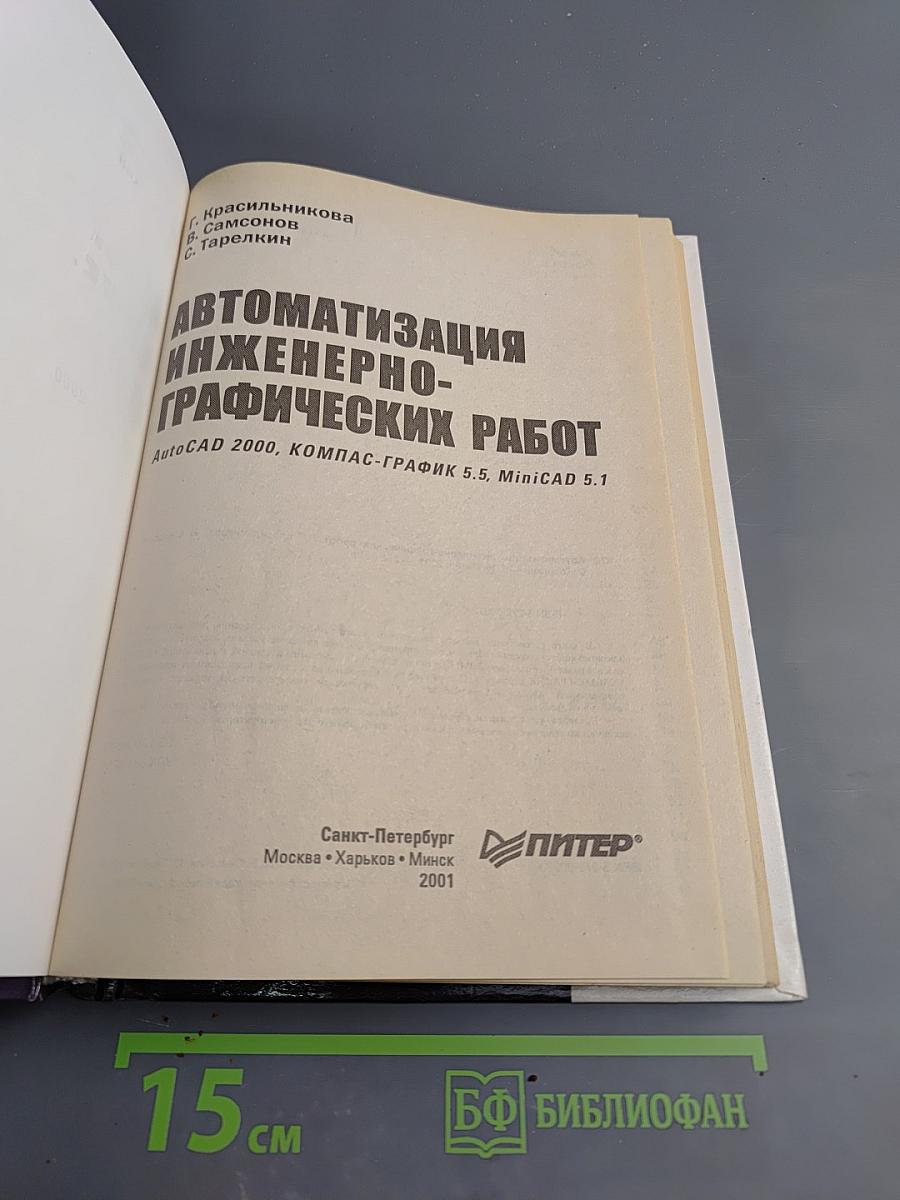 Г. Красильникова
В. Самсонов
С. Тарелкин
АВТОМАТИЗАЦИЯ
ИНЖЕНЕРНО-
ГРАФИЧЕСКИХ РАБОТ
AutoCAD 2000, КОМПАС-ГРАФИК 5.5, MiniCAD 5.1
Санкт-Петербург
Москва • Харьков • Минск
2001
ПИТЕР®
15 см
БФ БИБЛИОФАН